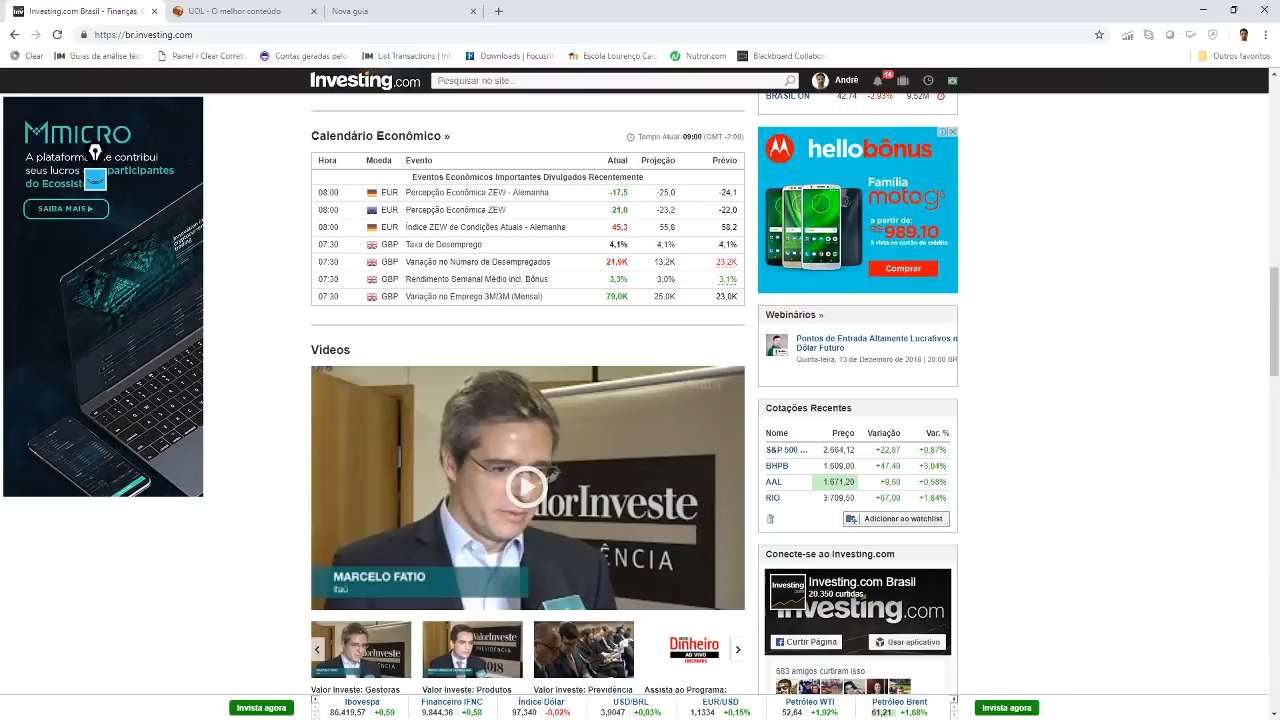 Investing.com Brasil - Finanças, C
UOL - O melhor conteúdo
Nova guia
https://br.investing.com
Clear
Guias de análise téc
Painel ‹ Clear Correto
Contas geradas pelo
List Transactions | In
Downloads | Focusrit
Escola Lourenço Cast
Nutror.com
Blackboard Collabora
Outros favoritos
Investing.com
Pesquisar no site...
André
14
BRASIL ON 42,74 -2,93% 9,52M
MICRO
A plataforma
contribui
seus lucros
participantes
do Ecossist
SAIBA MAIS
Calendário Econômico »
Tempo Atual: 09:00 (GMT -2:00)
Hora Moeda Evento Atual Projeção Prévio
Eventos Econômicos Importantes Divulgados Recentemente
08:00 EUR Percepção Econômica ZEW - Alemanha -17,5 -25,0 -24,1
08:00 EUR Percepção Econômica ZEW -21,0 -23,2 -22,0
08:00 EUR Índice ZEW de Condições Atuais - Alemanha 45,3 55,8 58,2
07:30 GBP Taxa de Desemprego 4,1% 4,1% 4,1%
07:30 GBP Variação no Número de Desempregados 21,9K 13,2K 23,2K
07:30 GBP Rendimento Semanal Médio incl. Bônus 3,3% 3,0% 3,1%
07:30 GBP Variação no Emprego 3M/3M (Mensal) 79,0K 25,0K 23,0K
hellobônus
Família
moto g6
a partir de:
R$ 989,10
à vista no cartão de crédito
Comprar
Webinários »
Pontos de Entrada Altamente Lucrativos n
Dólar Futuro
Quinta-feira, 13 de Dezembro de 2018 | 20:00 BR
Videos
ValorInveste
ÊNCIA
MARCELO FATIO
Itaú
Cotações Recentes
Nome Preço Variação Var. %
S&P 500 ... 2.664,12 +22,87 +0,87%
BHPB 1.609,00 +47,40 +3,04%
AAL 1.671,20 +9,60 +0,58%
RIO 3.709,50 +67,00 +1,84%
Adicionar ao watchlist
Conecte-se ao Investing.com
Investing.com
Investing.com Brasil
20.350 curtidas
Investing.com
Curtir Página
Usar aplicativo
683 amigos curtiram isso
ValorInveste
PREVIDÊNCIA
2018
Dinheiro
AO VIVO
Valor Investe: Gestoras
Valor Investe: Produtos
Valor Investe: Previdência
Assista ao Programa:
Invista agora
Ibovespa
86.419,57 +0,59
Financeiro IFNC
9.844,36 +0,58
Índice Dólar
97,340 -0,02%
USD/BRL
3,9047 +0,03%
EUR/USD
1,1334 +0,15%
Petróleo WTI
52,64 +1,92%
Petróleo Brent
61,21 +1,68%
Invista agora